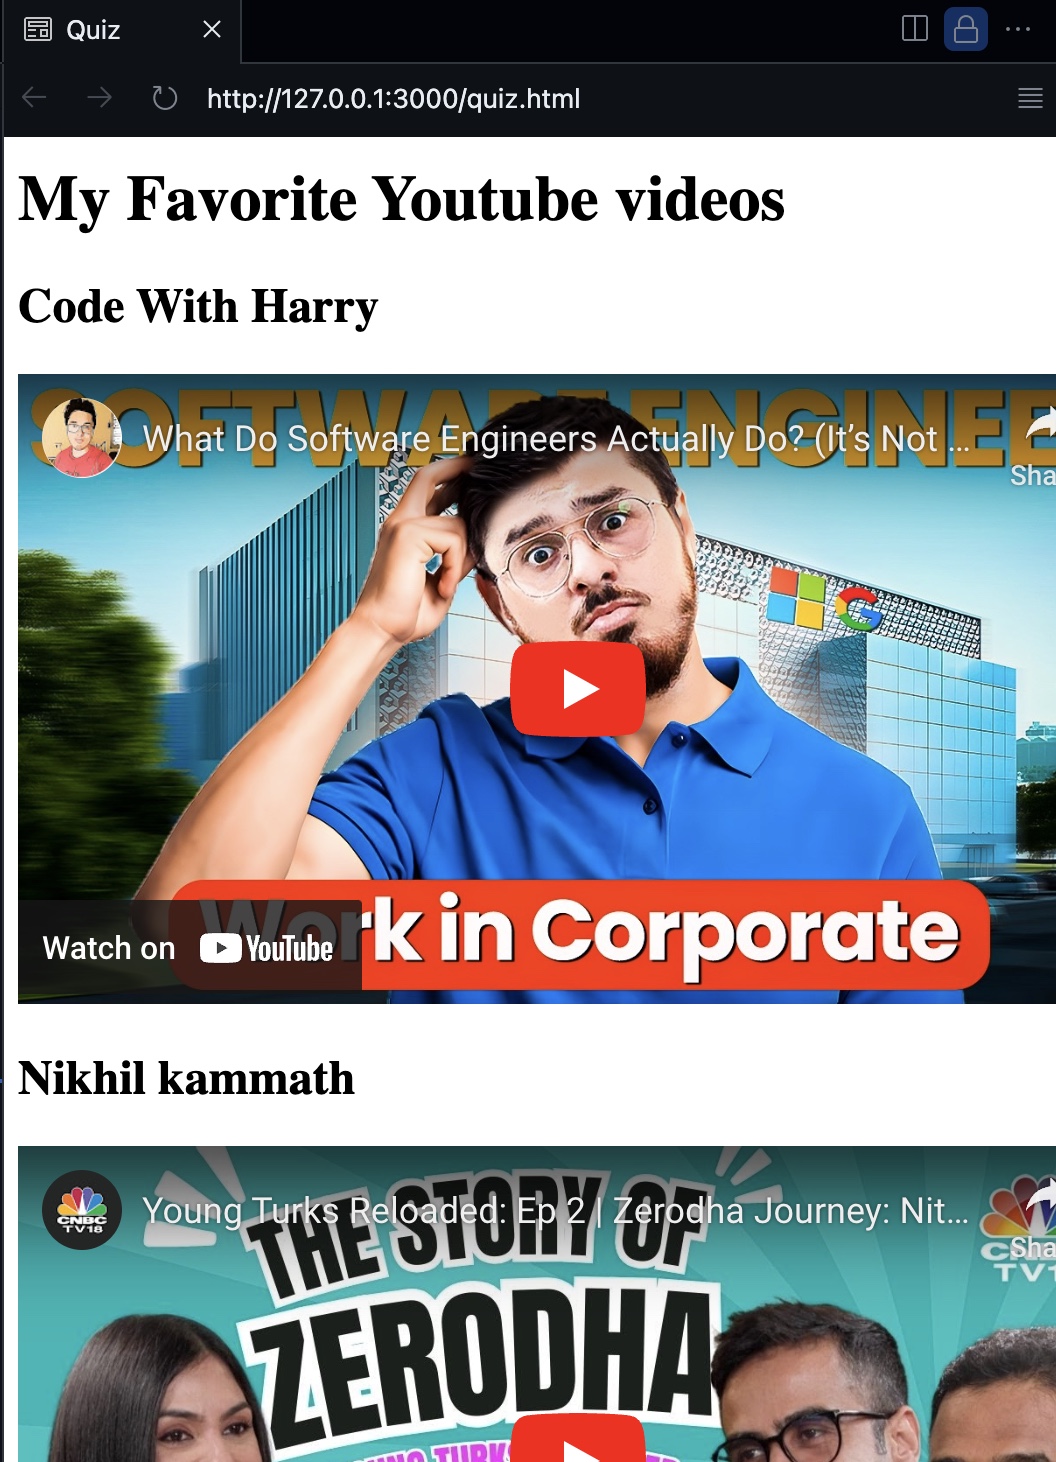 Quiz
http://127.0.0.1:3000/quiz.html
My Favorite Youtube videos
Code With Harry
SOFTWARE ENGINEE
What Do Software Engineers Actually Do? (It’s Not ...
Sha
Work in Corporate
Watch on YouTube
Nikhil kammath
CNBC
TV18
Young Turks Reloaded: Ep 2 | Zerodha Journey: Nit...
Sha
THE STORY OF
ZERODHA
TV1